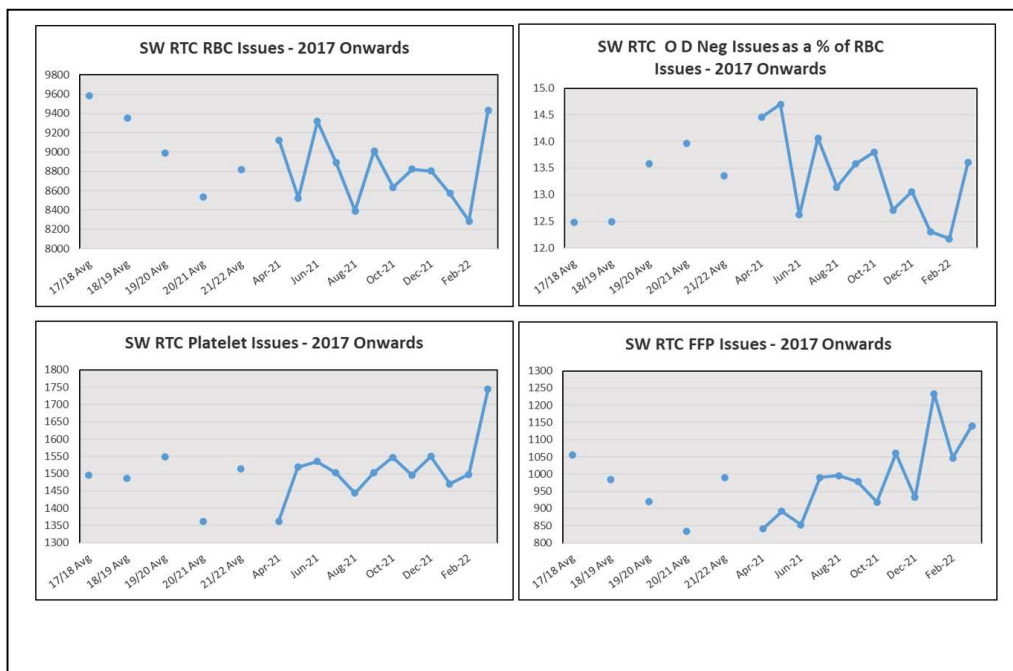 SW RTC RBC Issues - 2017 Onwards
9800
9600
9400
9200
9000
8800
8600
8400
8200
8000
17/18 Avg
18/19 Avg
19/20 Avg
20/21 Avg
21/22 Avg
Apr-21
Jun-21
Aug-21
Oct-21
Dec-21
Feb-22
SW RTC O D Neg Issues as a % of RBC
Issues - 2017 Onwards
15.0
14.5
14.0
13.5
13.0
12.5
12.0
17/18 Avg
18/19 Avg
19/20 Avg
20/21 Avg
21/22 Avg
Apr-21
Jun-21
Aug-21
Oct-21
Dec-21
Feb-22
SW RTC Platelet Issues - 2017 Onwards
1800
1750
1700
1650
1600
1550
1500
1450
1400
1350
1300
17/18 Avg
18/19 Avg
19/20 Avg
20/21 Avg
21/22 Avg
Apr-21
Jun-21
Aug-21
Oct-21
Dec-21
Feb-22
SW RTC FFP Issues - 2017 Onwards
1300
1250
1200
1150
1100
1050
1000
950
900
850
800
17/18 Avg
18/19 Avg
19/20 Avg
20/21 Avg
21/22 Avg
Apr-21
Jun-21
Aug-21
Oct-21
Dec-21
Feb-22